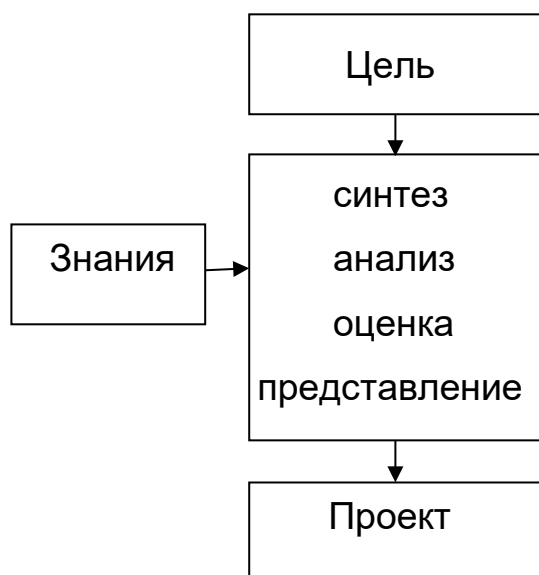 Цель
синтез
Знания
анализ
оценка
представление
Проект